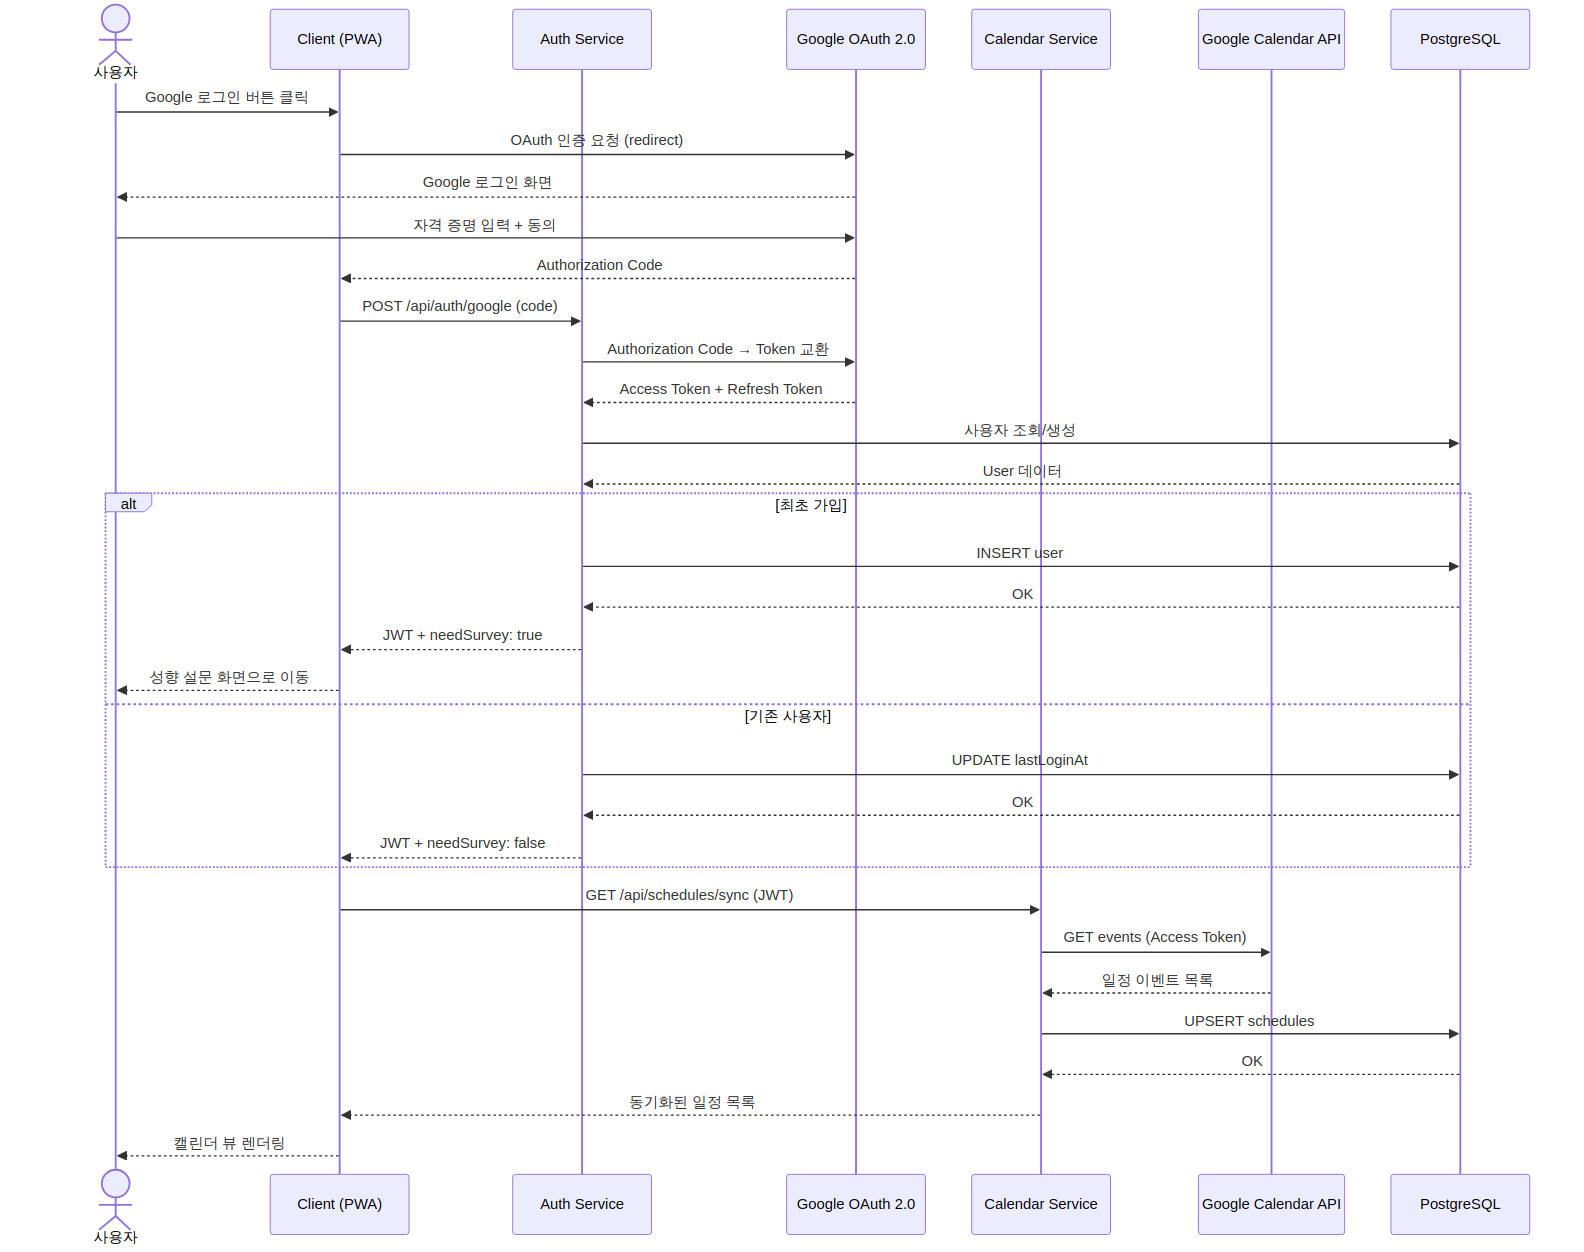 사용자
Client (PWA)
Auth Service
Google OAuth 2.0
Calendar Service
Google Calendar API
PostgreSQL
Google 로그인 버튼 클릭
OAuth 인증 요청 (redirect)
Google 로그인 화면
자격 증명 입력 + 동의
Authorization Code
POST /api/auth/google (code)
Authorization Code → Token 교환
Access Token + Refresh Token
사용자 조회/생성
User 데이터
alt
[최초 가입]
INSERT user
OK
JWT + needSurvey: true
성향 설문 화면으로 이동
[기존 사용자]
UPDATE lastLoginAt
OK
JWT + needSurvey: false
GET /api/schedules/sync (JWT)
GET events (Access Token)
일정 이벤트 목록
UPSERT schedules
OK
동기화된 일정 목록
캘린더 뷰 렌더링
사용자
Client (PWA)
Auth Service
Google OAuth 2.0
Calendar Service
Google Calendar API
PostgreSQL